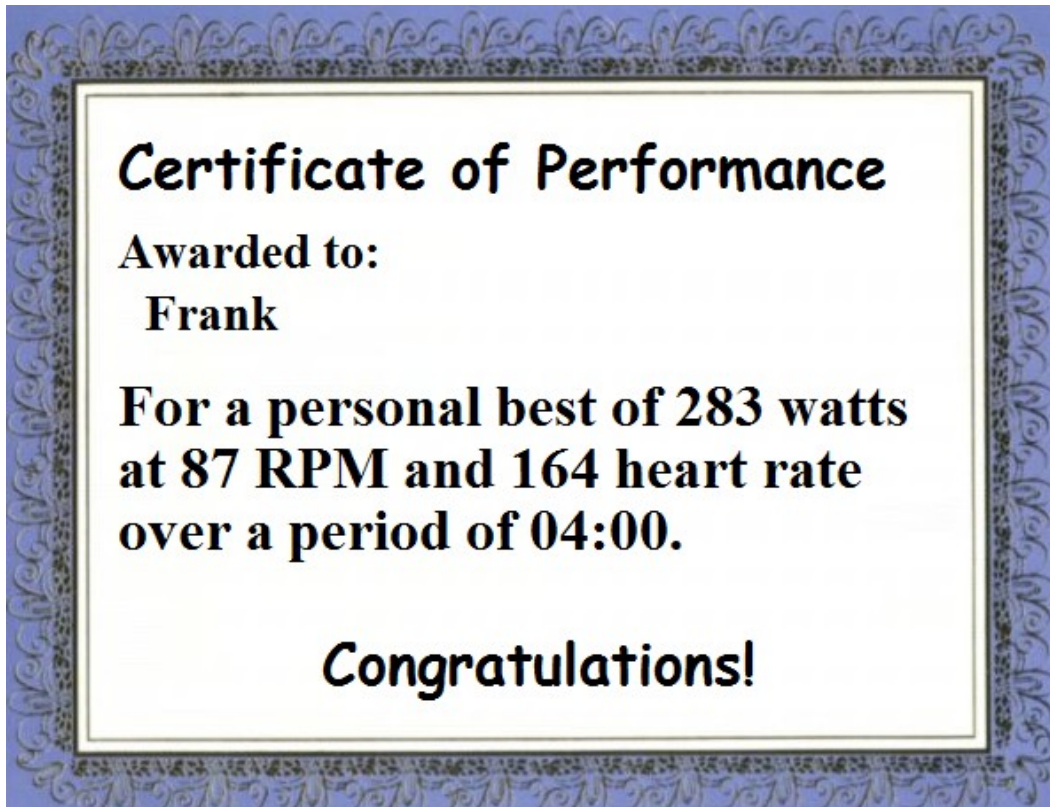 Certificate of Performance
Awarded to:
Frank
For a personal best of 283 watts
at 87 RPM and 164 heart rate
over a period of 04:00.
Congratulations!